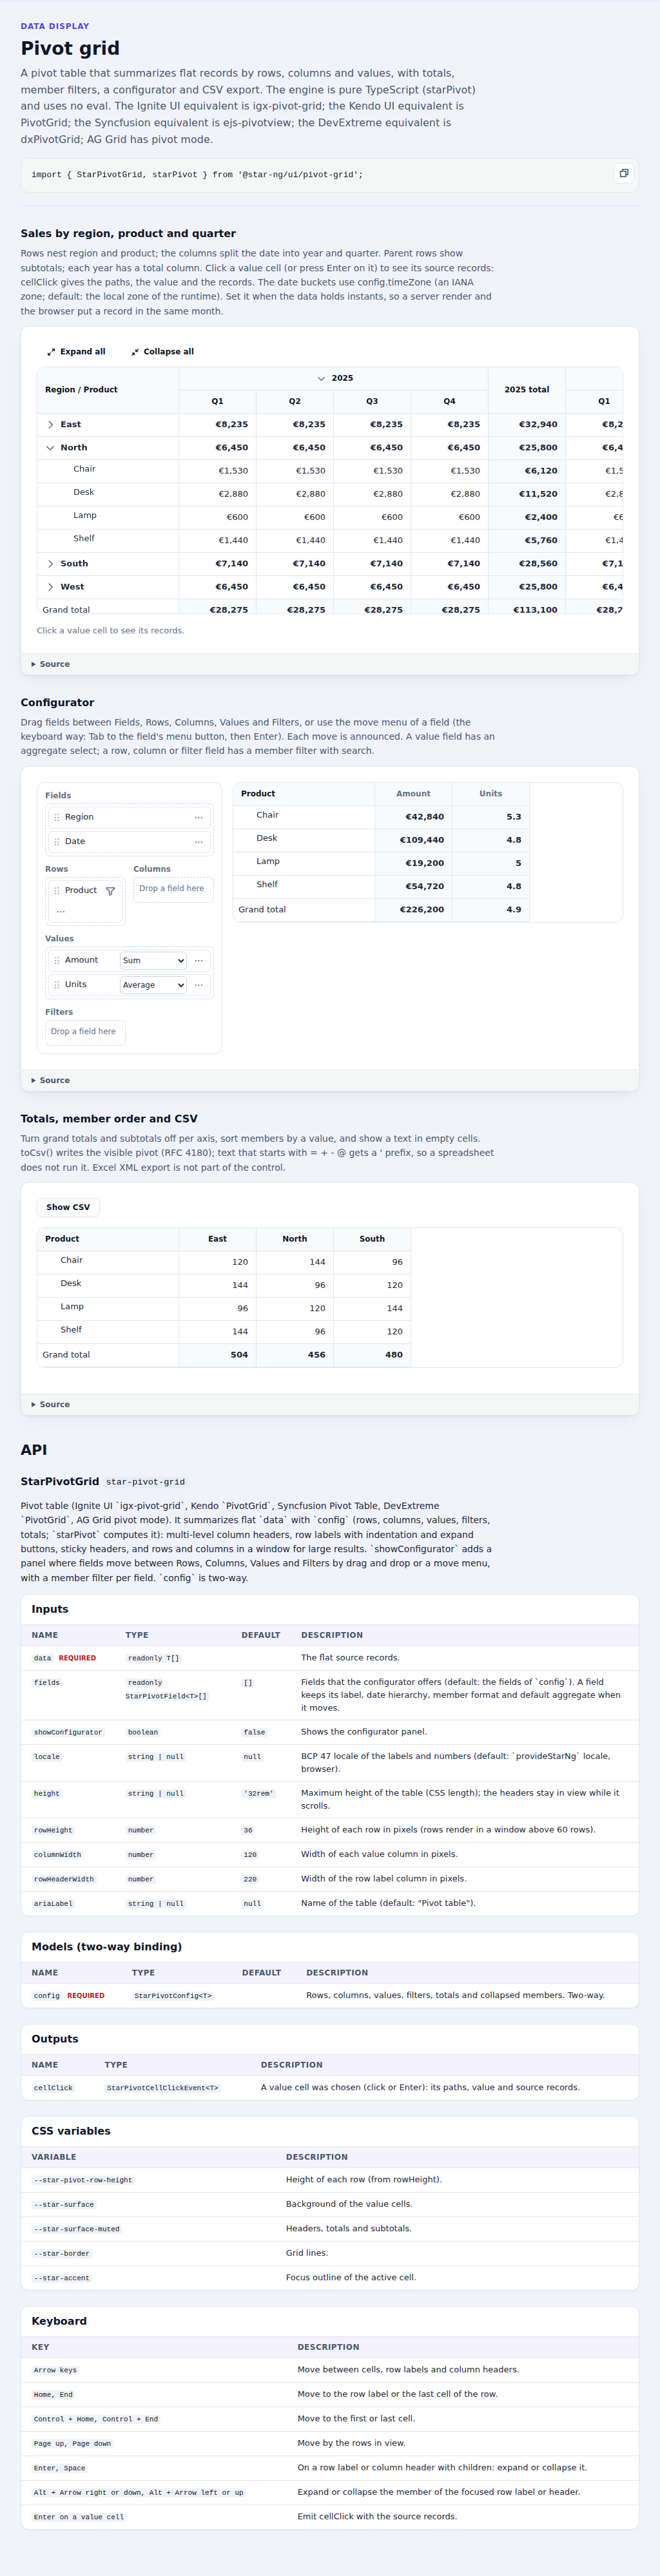 DATA DISPLAY
Pivot grid
A pivot table that summarizes flat records by rows, columns and values, with totals,
member filters, a configurator and CSV export. The engine is pure TypeScript (starPivot)
and uses no eval. The Ignite UI equivalent is igx-pivot-grid; the Kendo UI equivalent is
PivotGrid; the Syncfusion equivalent is ejs-pivotview; the DevExtreme equivalent is
dxPivotGrid; AG Grid has pivot mode.
import { StarPivotGrid, starPivot } from '@star-ng/ui/pivot-grid';
Sales by region, product and quarter
Rows nest region and product; the columns split the date into year and quarter. Parent rows show
subtotals; each year has a total column. Click a value cell (or press Enter on it) to see its source records:
cellClick gives the paths, the value and the records. The date buckets use config.timeZone (an IANA
zone; default: the local zone of the runtime). Set it when the data holds instants, so a server render and
the browser put a record in the same month.
Expand all Collapse all
Region / Product 2025 2025 total
Q1 Q2 Q3 Q4 Q1
East €8,235 €8,235 €8,235 €8,235 €32,940 €8,2
North €6,450 €6,450 €6,450 €6,450 €25,800 €6,4
Chair €1,530 €1,530 €1,530 €1,530 €6,120 €1,5
Desk €2,880 €2,880 €2,880 €2,880 €11,520 €2,8
Lamp €600 €600 €600 €600 €2,400 €6
Shelf €1,440 €1,440 €1,440 €1,440 €5,760 €1,4
South €7,140 €7,140 €7,140 €7,140 €28,560 €7,1
West €6,450 €6,450 €6,450 €6,450 €25,800 €6,4
Grand total €28,275 €28,275 €28,275 €28,275 €113,100 €28,2
Click a value cell to see its records.
Source
Configurator
Drag fields between Fields, Rows, Columns, Values and Filters, or use the move menu of a field (the
keyboard way: Tab to the field's menu button, then Enter). Each move is announced. A value field has an
aggregate select; a row, column or filter field has a member filter with search.
Fields
Region ...
Date ...
Rows Columns
Product ...
Drop a field here
Values
Amount Sum ...
Units Average ...
Filters
Drop a field here
Product Amount Units
Chair €42,840 5.3
Desk €109,440 4.8
Lamp €19,200 5
Shelf €54,720 4.8
Grand total €226,200 4.9
Source
Totals, member order and CSV
Turn grand totals and subtotals off per axis, sort members by a value, and show a text in empty cells.
toCsv() writes the visible pivot (RFC 4180); text that starts with = + - @ gets a ' prefix, so a spreadsheet
does not run it. Excel XML export is not part of the control.
Show CSV
Product East North South
Chair 120 144 96
Desk 144 96 120
Lamp 96 120 144
Shelf 144 96 120
Grand total 504 456 480
Source
API
StarPivotGrid star-pivot-grid
Pivot table (Ignite UI `igx-pivot-grid`, Kendo `PivotGrid`, Syncfusion Pivot Table, DevExtreme
`PivotGrid`, AG Grid pivot mode). It summarizes flat `data` with `config` (rows, columns, values, filters,
totals; `starPivot` computes it): multi-level column headers, row labels with indentation and expand
buttons, sticky headers, and rows and columns in a window for large results. `showConfigurator` adds a
panel where fields move between Rows, Columns, Values and Filters by drag and drop or a move menu,
with a member filter per field. `config` is two-way.
Inputs
NAME TYPE DEFAULT DESCRIPTION
data REQUIRED readonly T[] The flat source records.
fields readonly StarPivotField<T>[] [] Fields that the configurator offers (default: the fields of `config`). A field
keeps its label, date hierarchy, member format and default aggregate when
it moves.
showConfigurator boolean false Shows the configurator panel.
locale string | null null BCP 47 locale of the labels and numbers (default: `provideStarNg` locale,
browser).
height string | null '32rem' Maximum height of the table (CSS length); the headers stay in view while it
scrolls.
rowHeight number 36 Height of each row in pixels (rows render in a window above 60 rows).
columnWidth number 120 Width of each value column in pixels.
rowHeaderWidth number 220 Width of the row label column in pixels.
ariaLabel string | null null Name of the table (default: "Pivot table").
Models (two-way binding)
NAME TYPE DEFAULT DESCRIPTION
config REQUIRED StarPivotConfig<T> Rows, columns, values, filters, totals and collapsed members. Two-way.
Outputs
NAME TYPE DESCRIPTION
cellClick StarPivotCellClickEvent<T> A value cell was chosen (click or Enter): its paths, value and source records.
CSS variables
VARIABLE DESCRIPTION
--star-pivot-row-height Height of each row (from rowHeight).
--star-surface Background of the value cells.
--star-surface-muted Headers, totals and subtotals.
--star-border Grid lines.
--star-accent Focus outline of the active cell.
Keyboard
KEY DESCRIPTION
Arrow keys Move between cells, row labels and column headers.
Home, End Move to the row label or the last cell of the row.
Control + Home, Control + End Move to the first or last cell.
Page up, Page down Move by the rows in view.
Enter, Space On a row label or column header with children: expand or collapse it.
Alt + Arrow right or down, Alt + Arrow left or up Expand or collapse the member of the focused row label or header.
Enter on a value cell Emit cellClick with the source records.